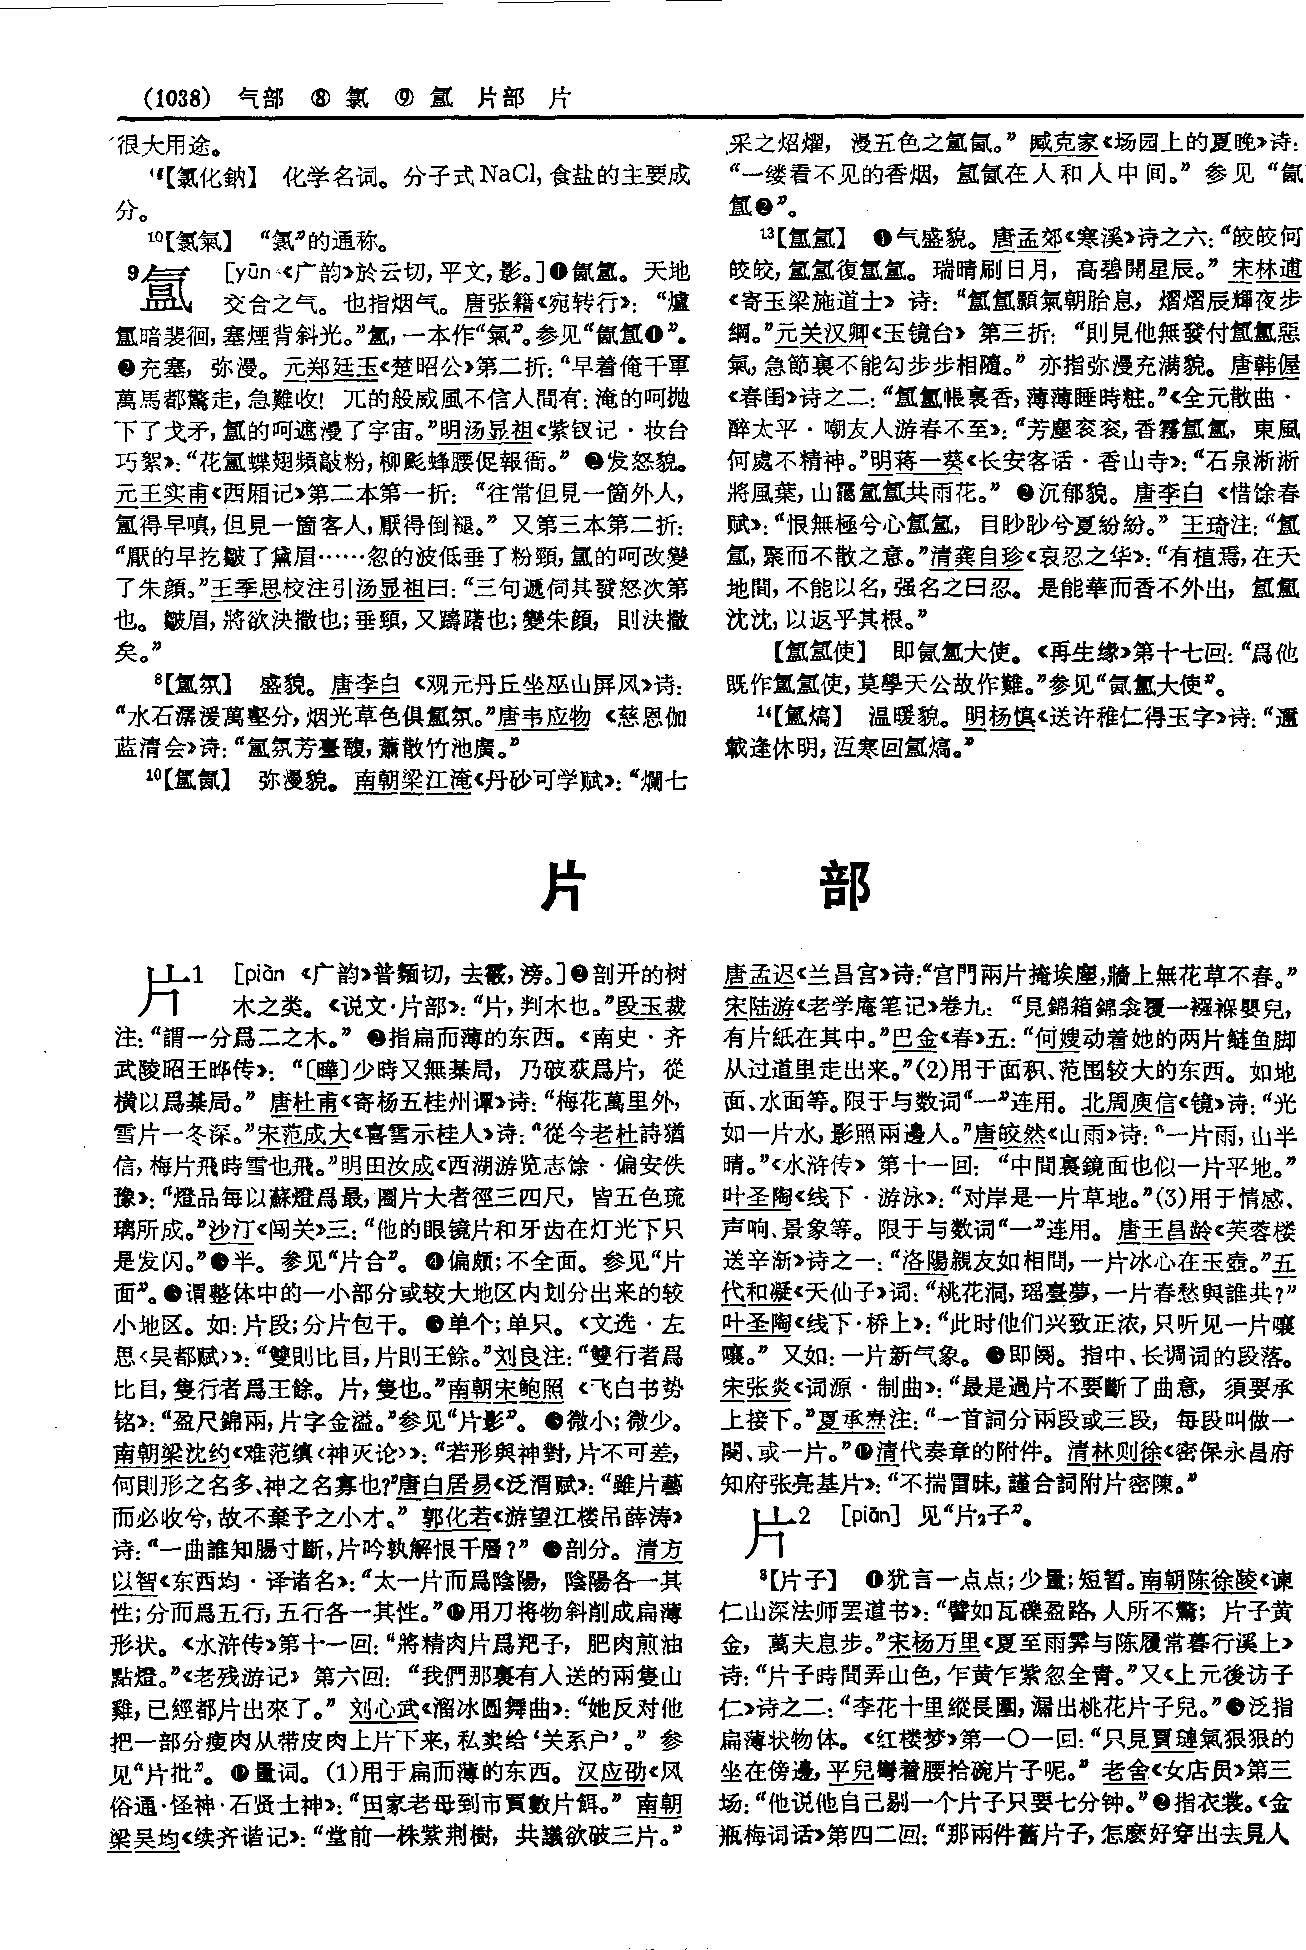 (1038) 气部 ⑧ 氯 ⑨ 氲 片部 片
很大用途。
【氯化鈉】 化学名词。分子式NaCl,食盐的主要成
分。
10【氯氣】 “氯”的通称。
9氲 [yūn 《广韵》於云切,平文,影。]❶氤氲。天地
交合之气。也指烟气。唐张籍《宛转行》:“爐
氲暗裴徊,塞煙背斜光。”氲,一本作“氣”。参见“氤氲❶”。
❷充塞,弥漫。元郑廷玉《楚昭公》第二折:“早着俺千軍
萬馬都驚走,急難收!兀的般威風不信人間有:淹的呵抛
下了戈矛,氲的呵遮漫了宇宙。”明汤显祖《紫钗记·妆台
巧絮》:“花氲蝶翅頻敲粉,柳颩蜂腰促報衙。” ❸发怒貌。
元王实甫《西厢记》第二本第一折:“往常但見一箇外人,
氲得早嗔,但見一箇客人,厭得倒褪。”又第三本第二折:
“厭的早扢皺了黛眉……忽的波低垂了粉頸,氲的呵改變
了朱顔。”王季思校注引汤显祖曰:“三句遞伺其發怒次第
也。皺眉,將欲決撒也;垂頸,又躊躇也;變朱顔,則決撒
矣。”
8【氲氛】 盛貌。唐李白《观元丹丘坐巫山屏风》诗:
“水石潺湲萬壑分,烟光草色俱氲氛。”唐韦应物《慈恩伽
蓝清会》诗:“氲氛芳臺馥,蕭散竹池廣。”
10【氲氤】 弥漫貌。南朝梁江淹《丹砂可学赋》:“爛七
采之炤燿,漫五色之氲氤。”臧克家《场园上的夏晚》诗:
“一缕看不见的香烟,氲氤在人和人中间。”参见“氤
氲❷”。
13【氲氲】 ❶气盛貌。唐孟郊《寒溪》诗之六:“皎皎何
皎皎,氲氲復氲氲。瑞晴刷日月,高碧開星辰。”宋林逋
《寄玉梁施道士》诗:“氲氲顥氣朝胎息,熠熠辰輝夜步
綱。”元关汉卿《玉镜台》第三折:“則見他無發付氲氲惡
氣,急節裏不能勾步步相隨。”亦指弥漫充满貌。唐韩偓
《春闺》诗之二:“氲氲帳裏香,薄薄睡時粧。”《全元散曲·
醉太平·嘲友人游春不至》:“芳塵衮衮,香霧氲氲,東風
何處不精神。”明蒋一葵《长安客话·香山寺》:“石泉淅淅
將風葉,山靄氲氲共雨花。” ❷沉郁貌。唐李白《惜馀春
赋》:“恨無極兮心氲氲,目眇眇兮夏紛紛。”王琦注:“氲
氲,聚而不散之意。”清龚自珍《哀忍之华》:“有植焉,在天
地間,不能以名,强名之曰忍。是能華而香不外出,氲氲
沈沈,以返乎其根。”
【氲氲使】 即氤氲大使。《再生缘》第十七回:“爲他
既作氲氲使,莫學天公故作難。”参见“氤氲大使”。
14【氲熇】 温暖貌。明杨慎《送许稚仁得玉字》诗:“邇
載逢休明,沍寒回氲熇。”
片 部
片1 [piàn 《广韵》普麵切,去霰,滂。]❶剖开的树
木之类。《说文·片部》:“片,判木也。”段玉裁
注:“謂一分爲二之木。” ❷指扁而薄的东西。《南史·齐
武陵昭王晔传》:“〔曄〕少時又無棊局,乃破荻爲片,從
横以爲棊局。”唐杜甫《寄杨五桂州谭》诗:“梅花萬里外,
雪片一冬深。”宋范成大《喜雪示桂人》诗:“從今老杜詩猶
信,梅片飛時雪也飛。”明田汝成《西湖游览志馀·偏安佚
豫》:“燈品每以蘇燈爲最,圈片大者徑三四尺,皆五色琉
璃所成。”沙汀《闯关》三:“他的眼镜片和牙齿在灯光下只
是发闪。”❸半。参见“片合”。❹偏颇;不全面。参见“片
面”。❺谓整体中的一小部分或较大地区内划分出来的较
小地区。如:片段;分片包干。❻单个;单只。《文选·左
思〈吴都赋〉》:“雙則比目,片則王餘。”刘良注:“雙行者爲
比目,隻行者爲王餘。片,隻也。”南朝宋鲍照《飞白书势
铭》:“盈尺錦兩,片字金溢。”参见“片影”。❼微小;微少。
南朝梁沈约《难范缜〈神灭论〉》:“若形與神對,片不可差,
何則形之名多、神之名寡也?”唐白居易《泛渭赋》:“雖片藝
而必收兮,故不棄予之小才。”郭化若《游望江楼吊薛涛》
诗:“一曲誰知腸寸斷,片吟孰解恨千層?” ❽剖分。清方
以智《东西均·译诸名》:“太一片而爲陰陽,陰陽各一其
性;分而爲五行,五行各一其性。”❾用刀将物斜削成扁薄
形状。《水浒传》第十一回:“將精肉片爲羓子,肥肉煎油
點燈。”《老残游记》第六回:“我們那裏有人送的兩隻山
雞,已經都片出來了。”刘心武《溜冰圆舞曲》:“她反对他
把一部分瘦肉从带皮肉上片下来,私卖给‘关系户’。”参
见“片批”。❿量词。(1)用于扁而薄的东西。汉应劭《风
俗通·怪神·石贤士神》:“田家老母到市買數片餌。”南朝
梁吴均《续齐谐记》:“堂前一株紫荆樹,共議欲破三片。”
唐孟迟《兰昌宫》诗:“宫門兩片掩埃塵,牆上無花草不春。”
宋陆游《老学庵笔记》卷九:“見錦箱錦衾覆一襁褓嬰兒,
有片紙在其中。”巴金《春》五:“何嫂动着她的两片鲢鱼脚
从过道里走出来。”(2)用于面积、范围较大的东西。如地
面、水面等。限于与数词“一”连用。北周庾信《镜》诗:“光
如一片水,影照兩邊人。”唐皎然《山雨》诗:“一片雨,山半
晴。”《水浒传》第十一回:“中間裏鏡面也似一片平地。”
叶圣陶《线下·游泳》:“对岸是一片草地。”(3)用于情感、
声响、景象等。限于与数词“一”连用。唐王昌龄《芙蓉楼
送辛渐》诗之一:“洛陽親友如相問,一片冰心在玉壺。”五
代和凝《天仙子》词:“桃花洞,瑶臺夢,一片春愁與誰共?”
叶圣陶《线下·桥上》:“此时他们兴致正浓,只听见一片嚷
嚷。”又如:一片新气象。⓫即阕。指中、长调词的段落。
宋张炎《词源·制曲》:“最是過片不要斷了曲意,須要承
上接下。”夏承焘注:“一首詞分兩段或三段,每段叫做一
闋、或一片。”⓬清代奏章的附件。清林则徐《密保永昌府
知府张亮基片》:“不揣冒昧,謹合詞附片密陳。”
片2 [piān] 见“片2子”。
3【片子】 ❶犹言一点点;少量;短暂。南朝陈徐陵《谏
仁山深法师罢道书》:“譬如瓦礫盈路,人所不驚;片子黄
金,萬夫息步。”宋杨万里《夏至雨霁与陈履常暮行溪上》
诗:“片子時間弄山色,乍黄乍紫忽全青。”又《上元後访子
仁》诗之二:“李花十里縱長圍,漏出桃花片子兒。”❷泛指
扁薄状物体。《红楼梦》第一〇一回:“只見賈璉氣狠狠的
坐在傍邊,平兒彎着腰拾碗片子呢。”老舍《女店员》第三
场:“他说他自己剔一个片子只要七分钟。”❸指衣裳。《金
瓶梅词话》第四二回:“那兩件舊片子,怎麽好穿出去見人